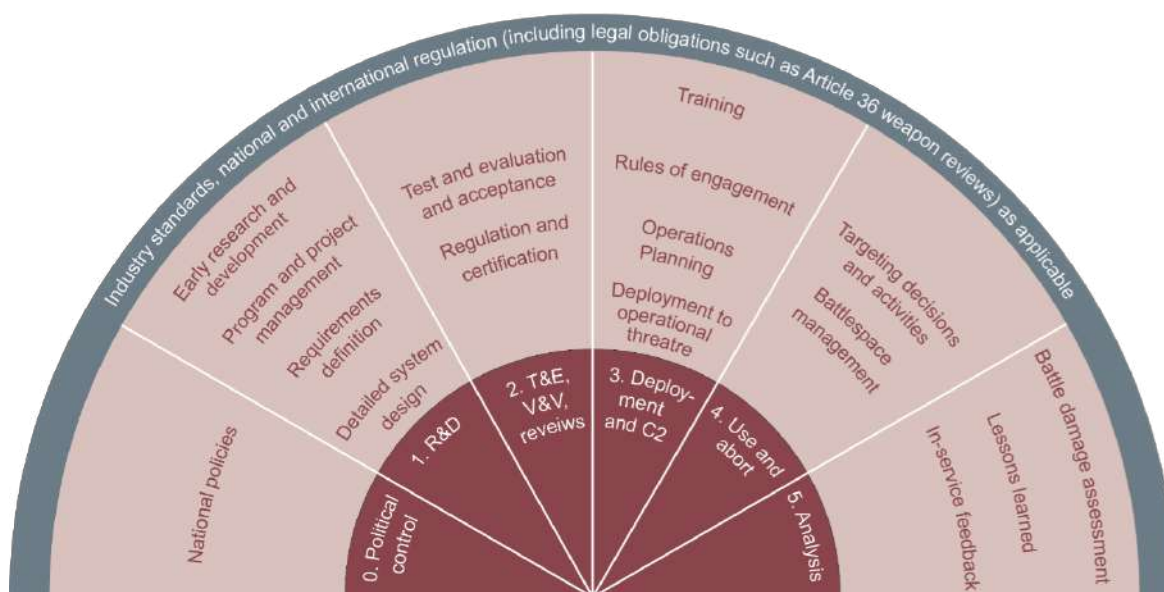 Industry standards, national and international regulation (including legal obligations such as Article 36 weapon reviews) as applicable
National policies
0. Political
control
Early research and
development
Program and project
management
Requirements
definition
Detailed system
design
1. R&D
Test and evaluation
and acceptance
Regulation and
certification
2. T&E,
V&V,
reveiws
Training
Rules of engagement
Operations
Planning
Deployment to
operational
threatre
3. Deploy-
ment
and C2
Targeting decisions
and activities
Battlespace
management
4. Use and
abort
Battle damage assessment
Lessons learned
In-service feedback
5. Analysis